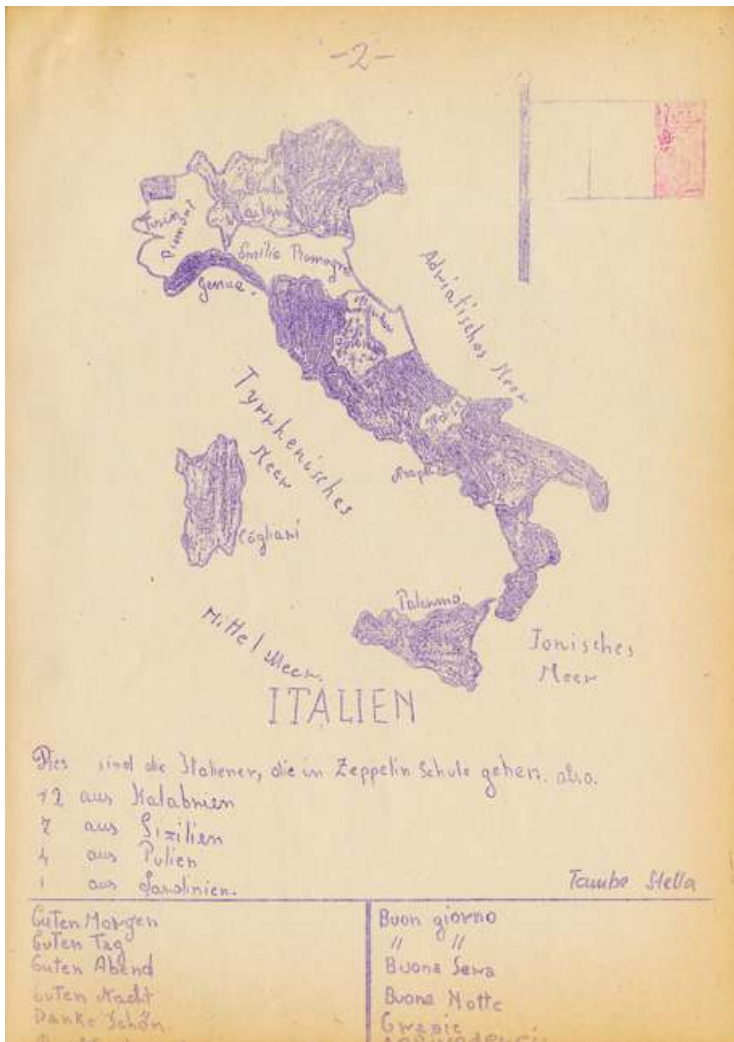 -2-
Turin
Piemont
Mailand
Emilia Romagna
Genua.
Adriatisches Meer
Tyrrhenisches
Meer
Neapel
Cágliari
Palermo
Mittel Meer.
Jonisches
Meer
ITALIEN
Dies sind die Italiener, die in Zeppelin Schule gehen. also.
12 aus Kalabrien
7 aus Sizilien
4 aus Pulien
1 aus Sardinien.
Tambe Stella
Guten Morgen
Guten Tag
Guten Abend
Guten Nacht
Danke Schön.
Buon giorno
" "
Buona Sera
Buona Notte
Grazie